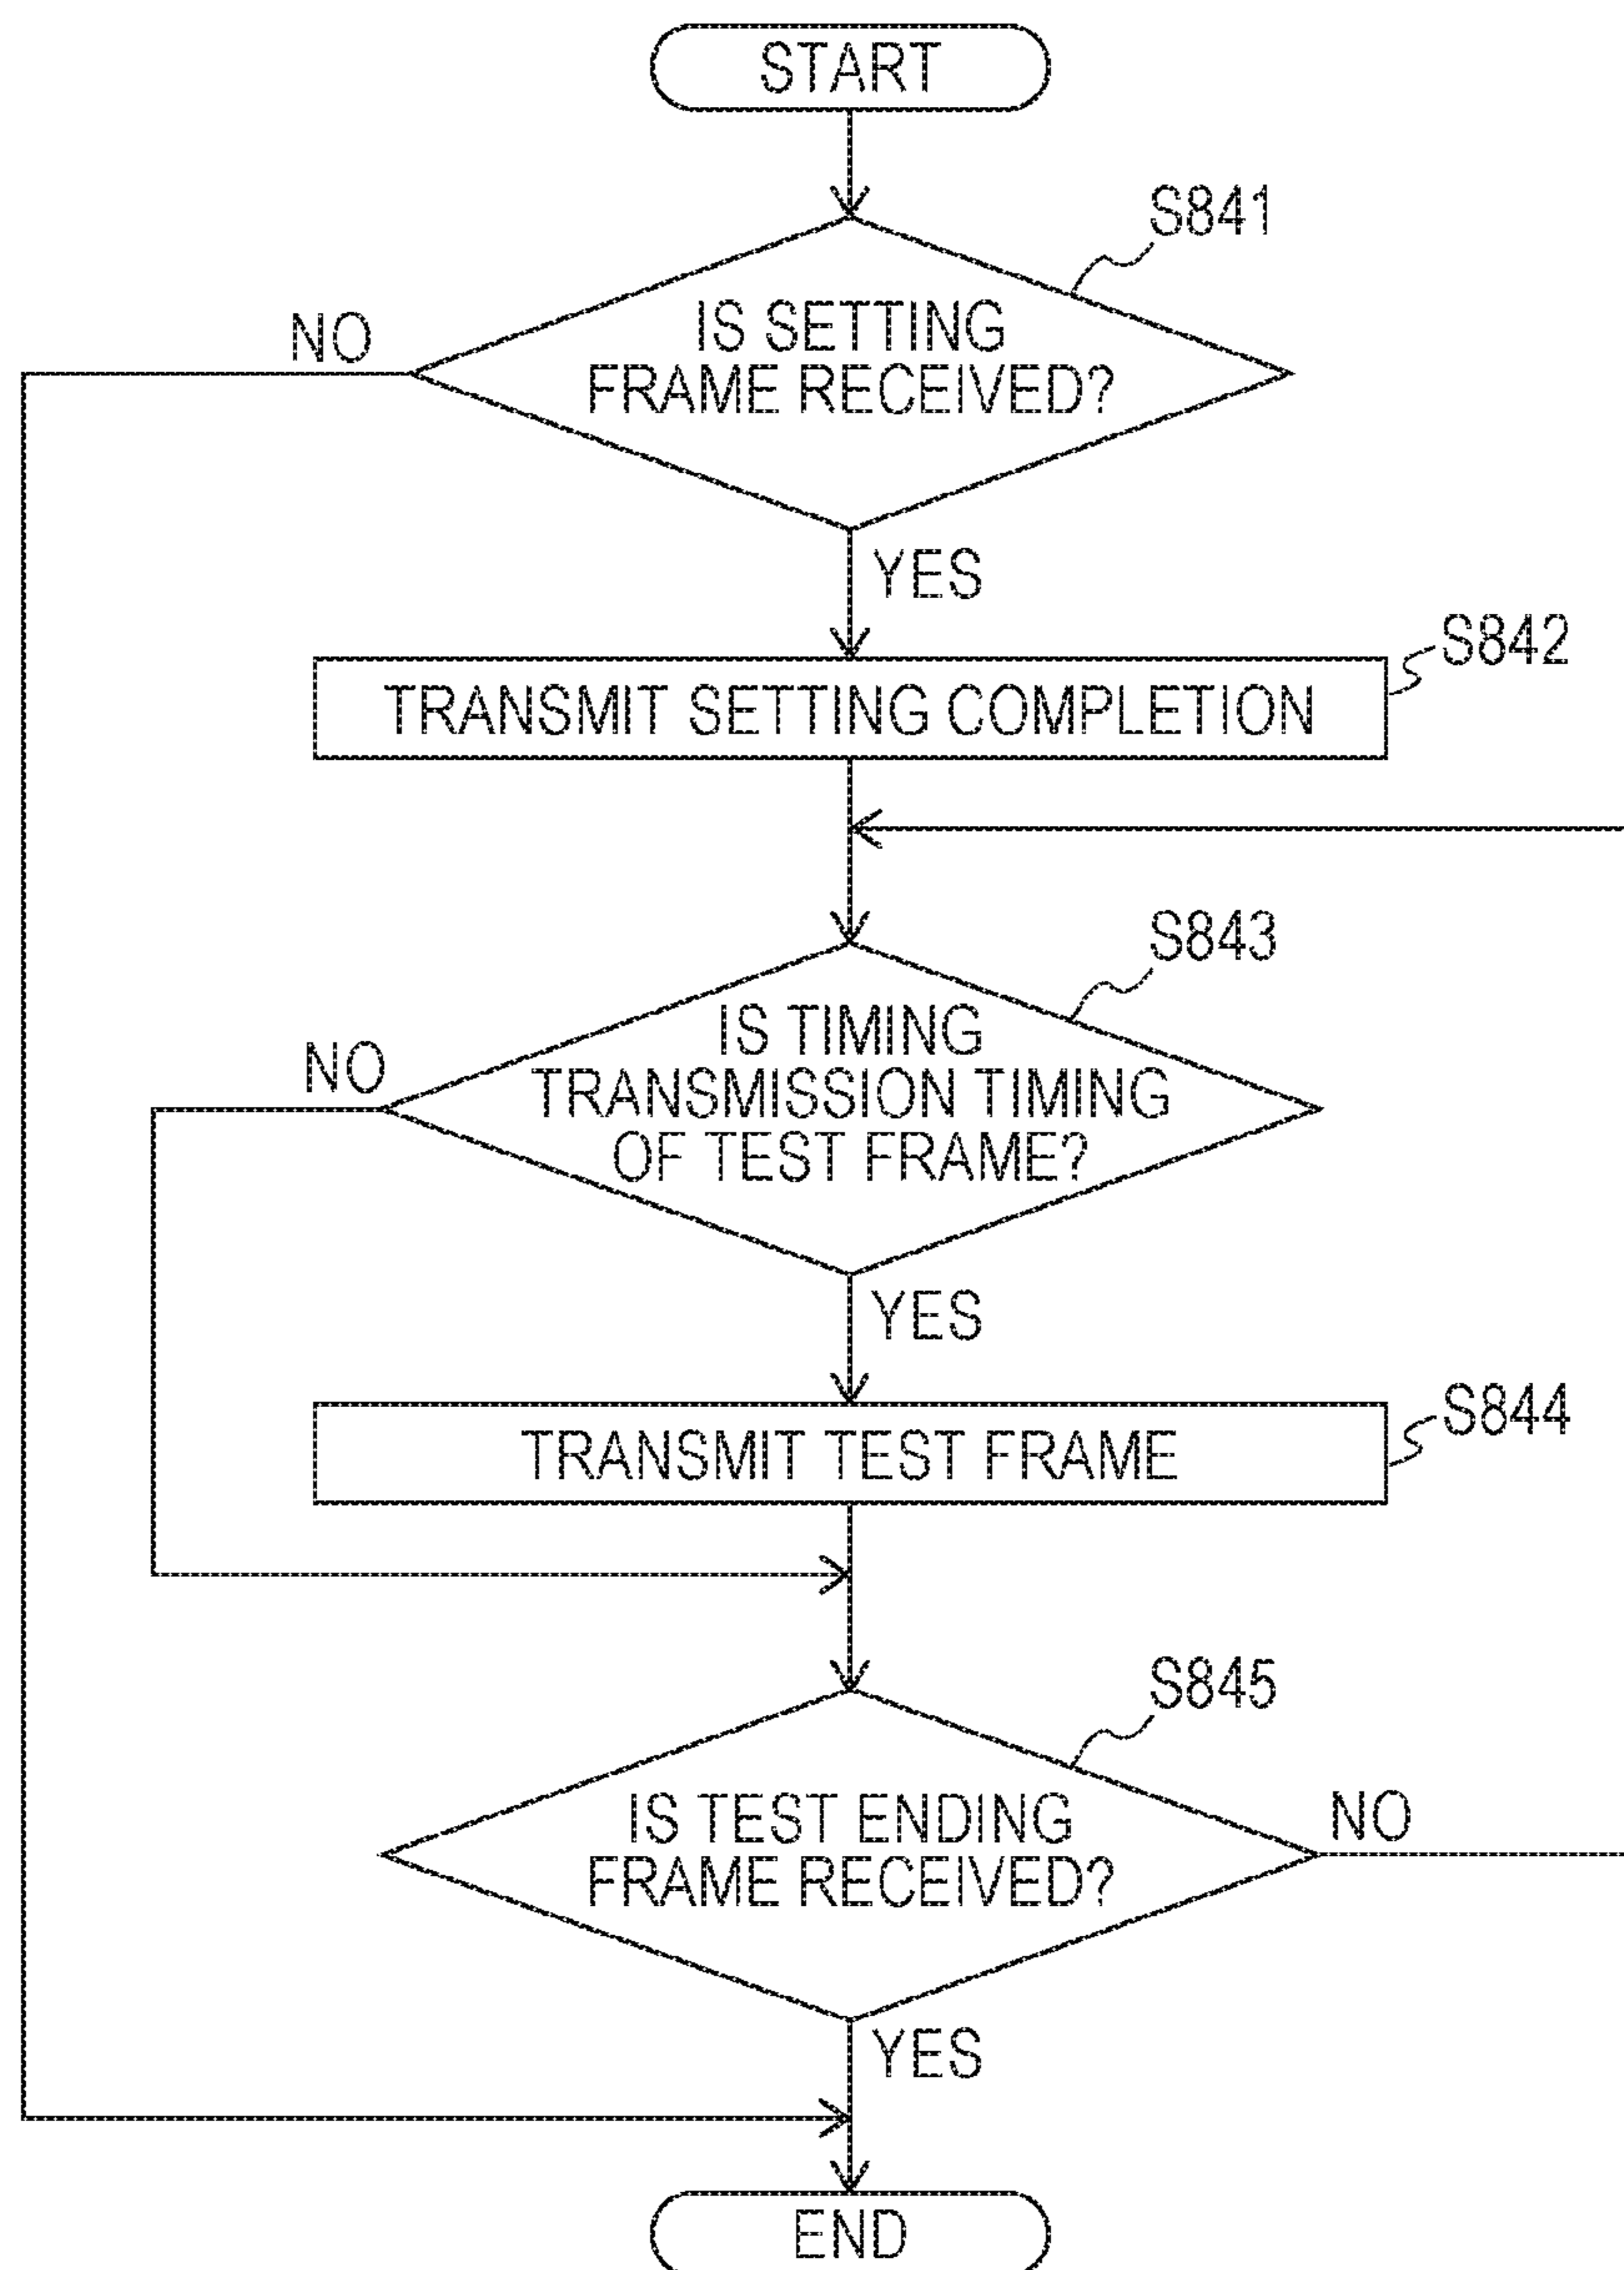 START
S841
IS SETTING
FRAME RECEIVED?
NO
YES
S842
TRANSMIT SETTING COMPLETION
S843
IS TIMING
TRANSMISSION TIMING
OF TEST FRAME?
NO
YES
S844
TRANSMIT TEST FRAME
S845
IS TEST ENDING
FRAME RECEIVED?
NO
YES
END